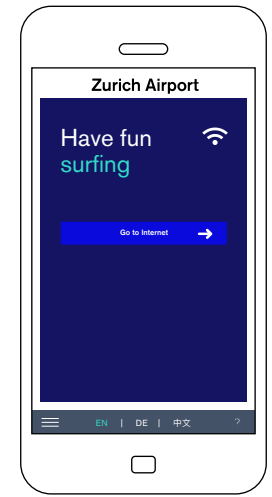 Zurich Airport
Have fun
surfing
Go to Internet
EN | DE | 中文 ?